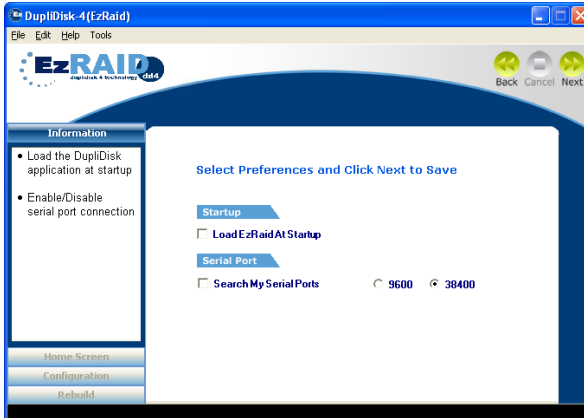 DupliDisk-4(EzRaid)
File Edit Help Tools
EzRAID
duplidisk 4 technology dd4
Back Cancel Next
Information
• Load the DupliDisk
application at startup
• Enable/Disable
serial port connection
Select Preferences and Click Next to Save
Startup
Load EzRaid At Startup
Serial Port
Search My Serial Ports 9600 38400
Home Screen
Configuration
Rebuild